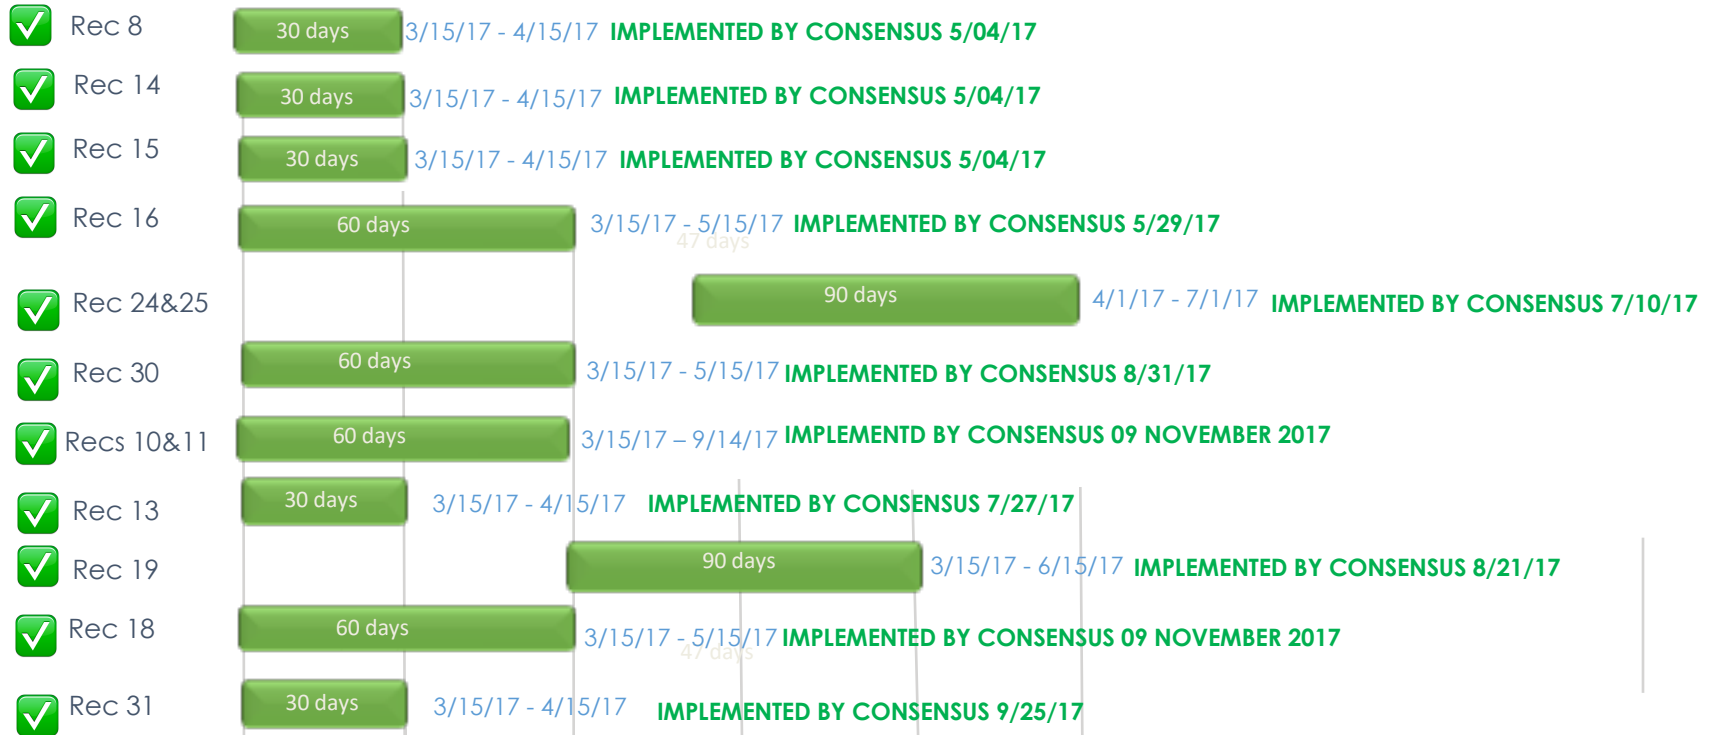 Rec 8 30 days 3/15/17 - 4/15/17 IMPLEMENTED BY CONSENSUS 5/04/17
Rec 14 30 days 3/15/17 - 4/15/17 IMPLEMENTED BY CONSENSUS 5/04/17
Rec 15 30 days 3/15/17 - 4/15/17 IMPLEMENTED BY CONSENSUS 5/04/17
Rec 16 60 days 3/15/17 - 5/15/17 IMPLEMENTED BY CONSENSUS 5/29/17
47 days
Rec 24&25 90 days 4/1/17 - 7/1/17 IMPLEMENTED BY CONSENSUS 7/10/17
Rec 30 60 days 3/15/17 - 5/15/17 IMPLEMENTED BY CONSENSUS 8/31/17
Recs 10&11 60 days 3/15/17 – 9/14/17 IMPLEMENTD BY CONSENSUS 09 NOVEMBER 2017
Rec 13 30 days 3/15/17 - 4/15/17 IMPLEMENTED BY CONSENSUS 7/27/17
Rec 19 90 days 3/15/17 - 6/15/17 IMPLEMENTED BY CONSENSUS 8/21/17
Rec 18 60 days 3/15/17 - 5/15/17 IMPLEMENTED BY CONSENSUS 09 NOVEMBER 2017
47 days
Rec 31 30 days 3/15/17 - 4/15/17 IMPLEMENTED BY CONSENSUS 9/25/17